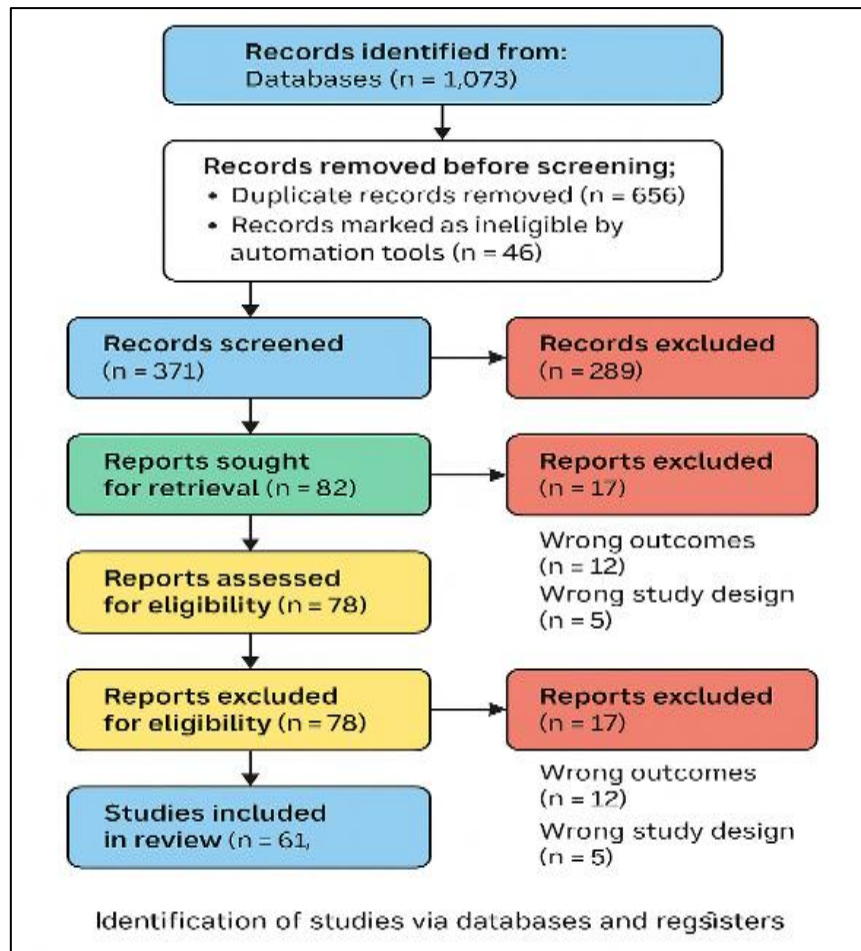 Records identified from:
Databases (n = 1,073)
Records removed before screening;
• Duplicate records removed (n = 656)
• Records marked as ineligible by
automation tools (n = 46)
Records screened
(n = 371)
Records excluded
(n = 289)
Reports sought
for retrieval (n = 82)
Reports excluded
(n = 17)
Wrong outcomes
(n = 12)
Wrong study design
(n = 5)
Reports assessed
for eligibility (n = 78)
Reports excluded
for eligibility (n = 78)
Reports excluded
(n = 17)
Wrong outcomes
(n = 12)
Wrong study design
(n = 5)
Studies included
in review (n = 61,
Identification of studies via databases and regsisters